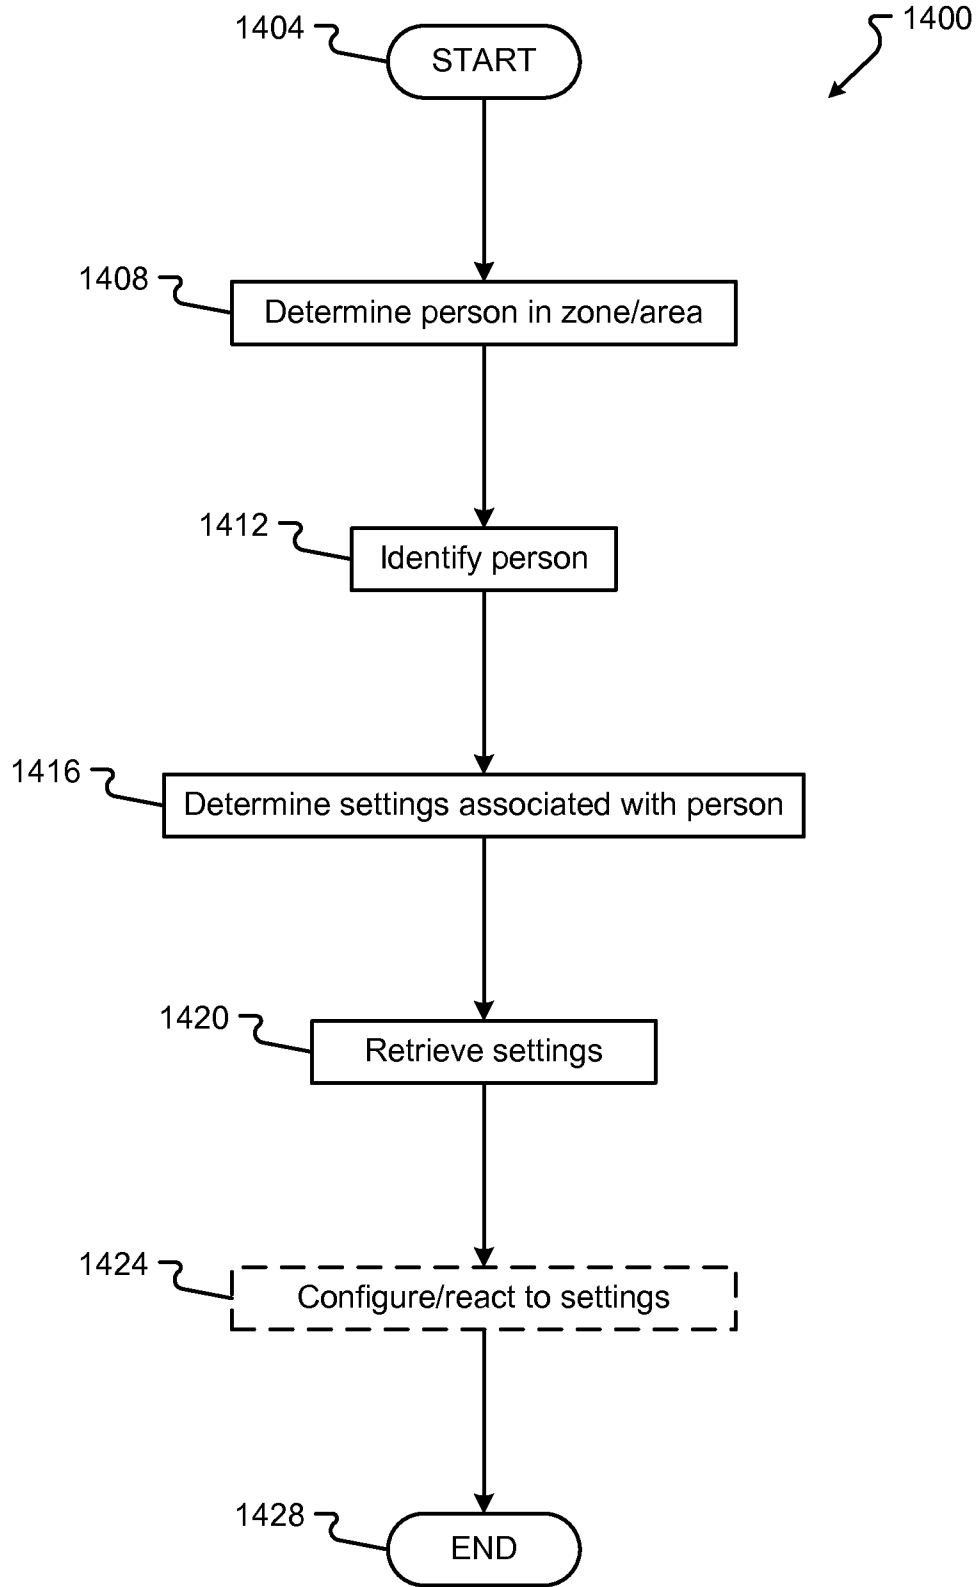 1400
1404
START
1408
Determine person in zone/area
1412
Identify person
1416
Determine settings associated with person
1420
Retrieve settings
1424
Configure/react to settings
1428
END